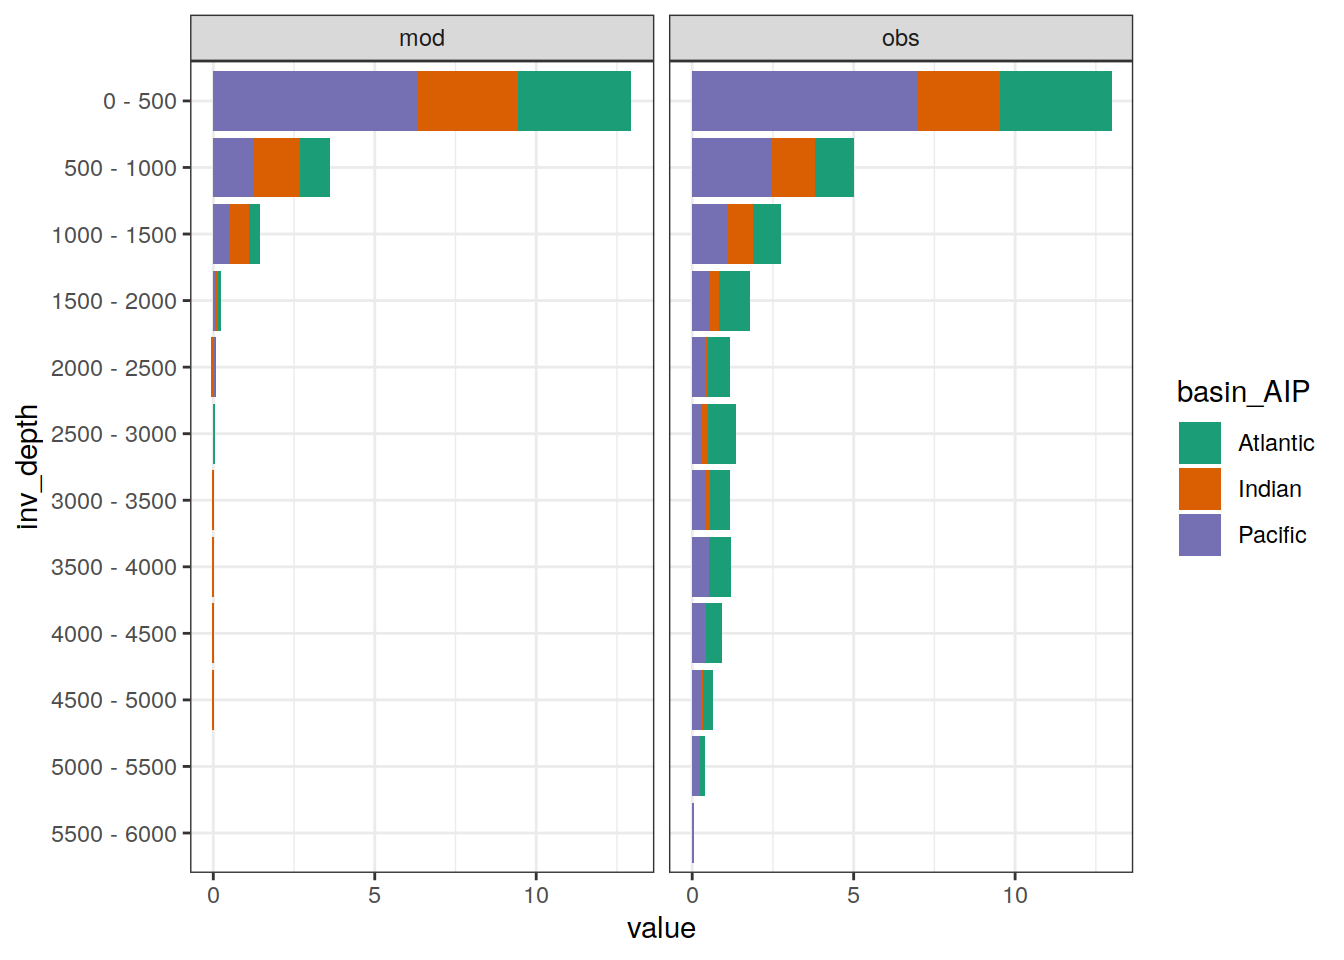 mod
obs
0 - 500
500 - 1000
1000 - 1500
1500 - 2000
2000 - 2500
2500 - 3000
3000 - 3500
3500 - 4000
4000 - 4500
4500 - 5000
5000 - 5500
5500 - 6000
inv_depth
0
5
10
0
5
10
value
basin_AIP
Atlantic
Indian
Pacific